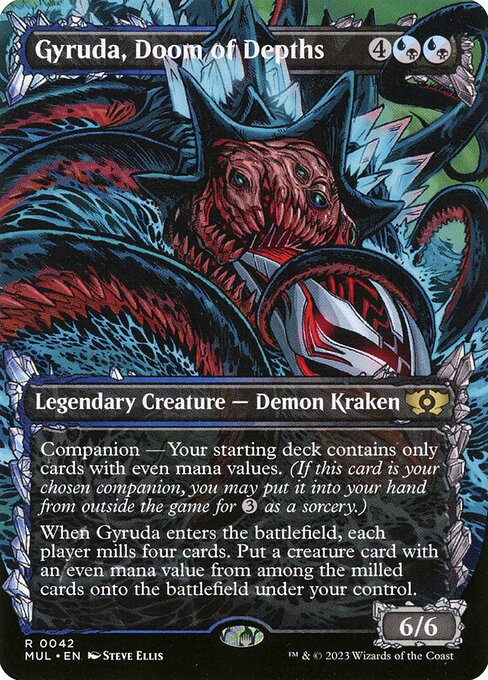 Gyruda, Doom of Depths 4
Legendary Creature — Demon Kraken
Companion — Your starting deck contains only
cards with even mana values. (If this card is your
chosen companion, you may put it into your hand
from outside the game for 3 as a sorcery.)
When Gyruda enters the battlefield, each
player mills four cards. Put a creature card with
an even mana value from among the milled
cards onto the battlefield under your control.
6/6
R 0042
MUL • EN Steve Ellis
™ & © 2023 Wizards of the Coast